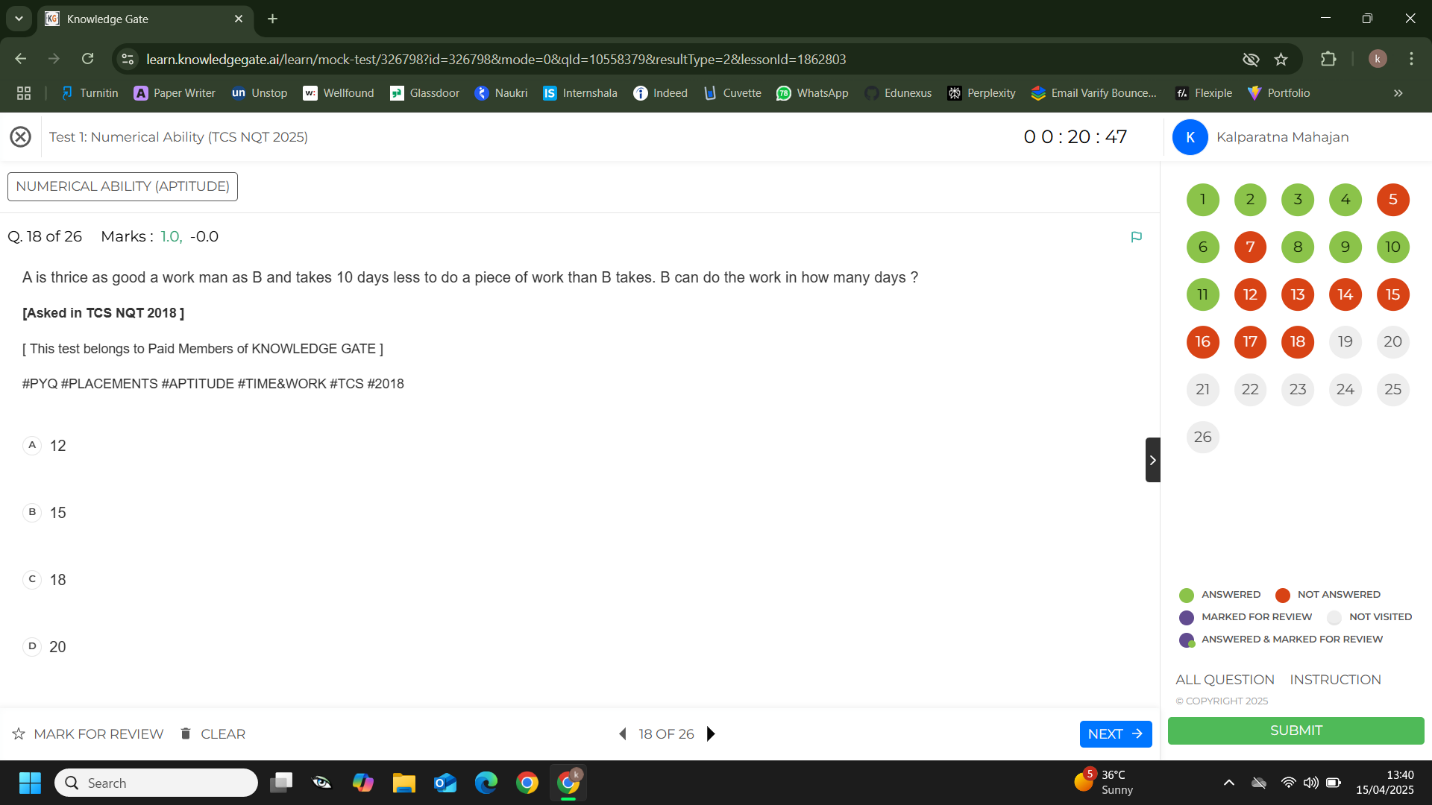 Knowledge Gate
learn.knowledgegate.ai/learn/mock-test/326798?id=326798&mode=0&qId=10558379&resultType=2&lessonId=1862803
k
Turnitin
A Paper Writer
un Unstop
w: Wellfound
Glassdoor
Naukri
IS Internshala
Indeed
Cuvette
78 WhatsApp
Edunexus
Perplexity
Email Varify Bounce...
f/. Flexiple
Portfolio
»
Test 1: Numerical Ability (TCS NQT 2025)
0 0 : 20 : 47
K Kalparatna Mahajan
NUMERICAL ABILITY (APTITUDE)
Q. 18 of 26 Marks : 1.0, -0.0
A is thrice as good a work man as B and takes 10 days less to do a piece of work than B takes. B can do the work in how many days ?
[Asked in TCS NQT 2018 ]
[ This test belongs to Paid Members of KNOWLEDGE GATE ]
#PYQ #PLACEMENTS #APTITUDE #TIME&WORK #TCS #2018
A 12
B 15
C 18
D 20
1 2 3 4 5
6 7 8 9 10
11 12 13 14 15
16 17 18 19 20
21 22 23 24 25
26
ANSWERED NOT ANSWERED
MARKED FOR REVIEW NOT VISITED
ANSWERED & MARKED FOR REVIEW
ALL QUESTION INSTRUCTION
© COPYRIGHT 2025
SUBMIT
MARK FOR REVIEW CLEAR
18 OF 26
NEXT
Search
5
36°C
Sunny
13:40
15/04/2025